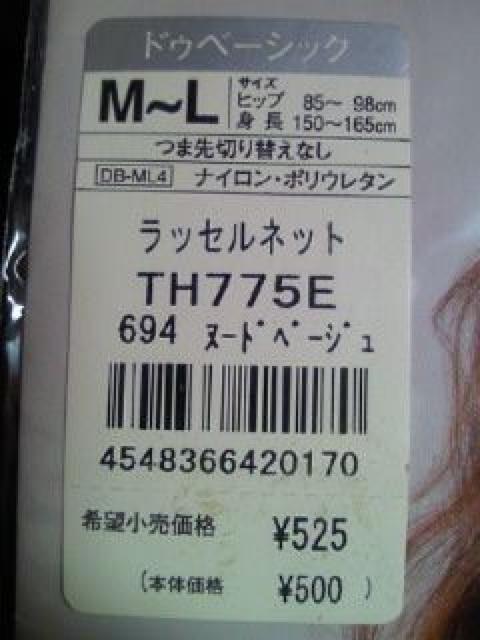 ドゥベーシック
M~L
サイズ
ヒップ 85~ 98cm
身長 150~165cm
つま先切り替えなし
DB-ML4 ナイロン・ポリウレタン
ラッセルネット
TH775E
694 ヌードベージュ
4548366420170
希望小売価格 ¥525
(本体価格 ¥500 )